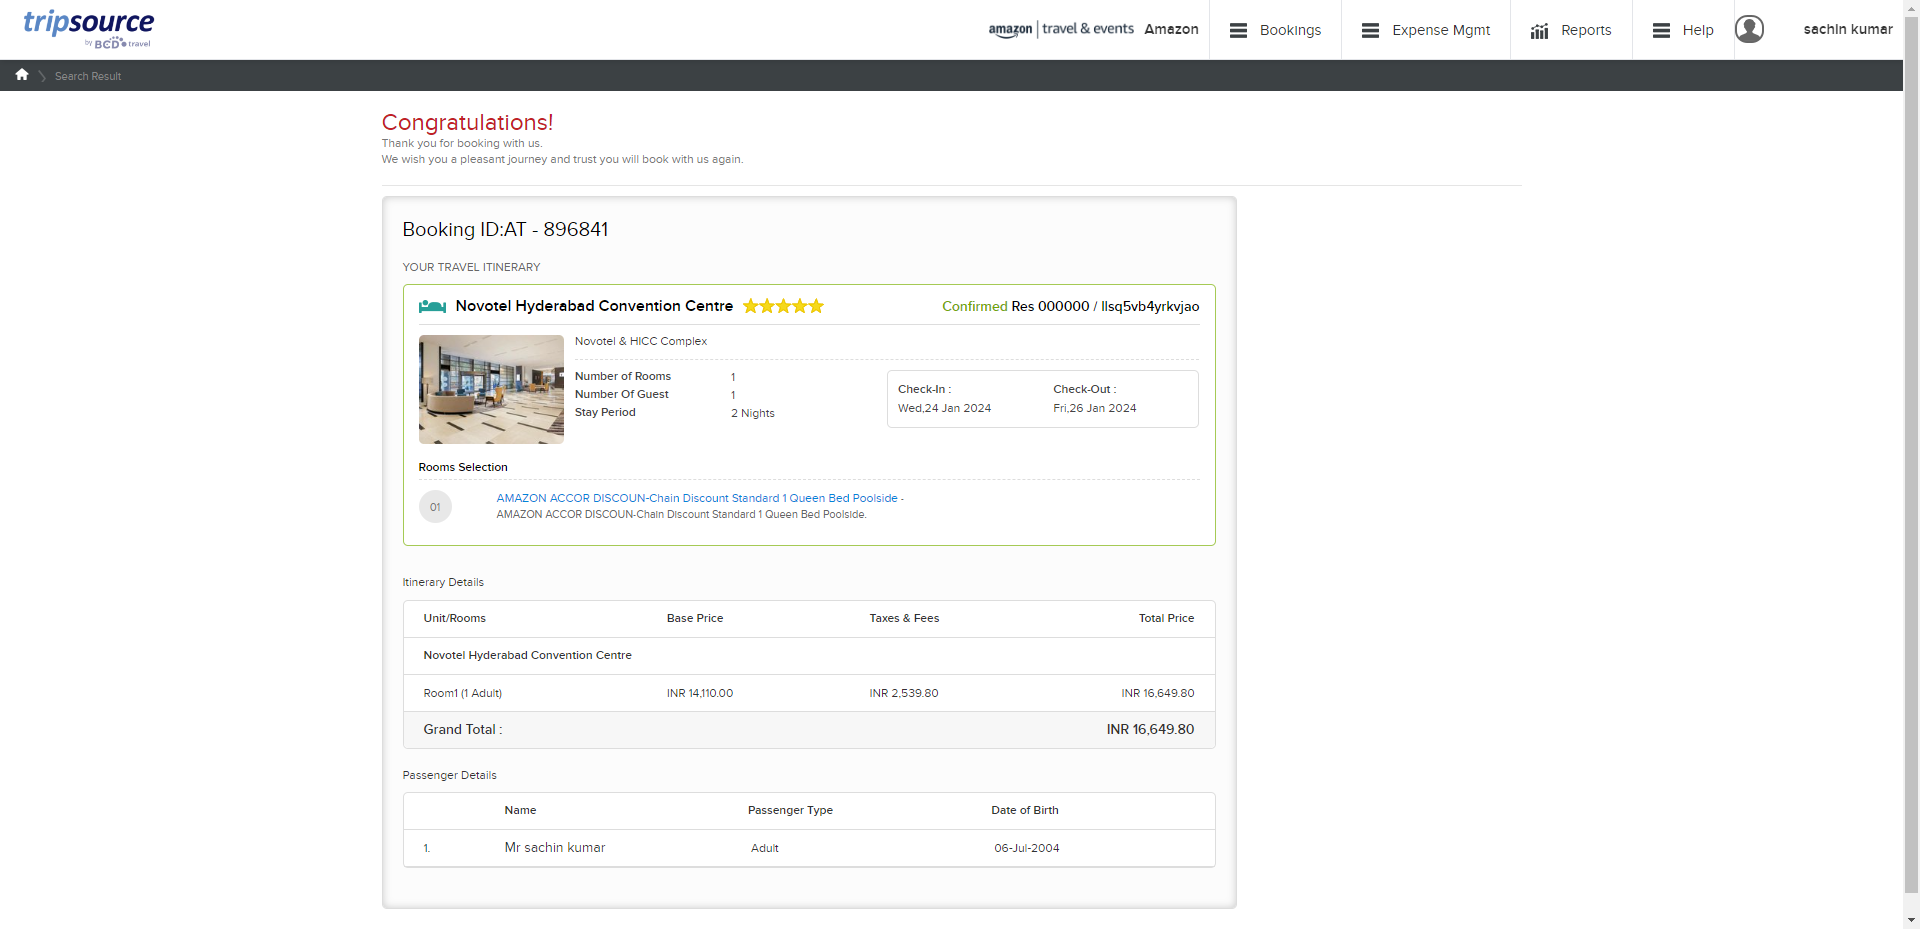 tripsource
by BCD travel
amazon travel & events Amazon
Bookings
Expense Mgmt
Reports
Help
sachin kumar
Search Result
Congratulations!
Thank you for booking with us.
We wish you a pleasant journey and trust you will book with us again.
Booking ID:AT - 896841
YOUR TRAVEL ITINERARY
Novotel Hyderabad Convention Centre
Confirmed Res 000000 / llsq5vb4yrkvjao
Novotel & HICC Complex
Number of Rooms 1
Number Of Guest 1
Stay Period 2 Nights
Check-In : Check-Out :
Wed,24 Jan 2024 Fri,26 Jan 2024
Rooms Selection
01
AMAZON ACCOR DISCOUN-Chain Discount Standard 1 Queen Bed Poolside -
AMAZON ACCOR DISCOUN-Chain Discount Standard 1 Queen Bed Poolside.
Itinerary Details
Unit/Rooms Base Price Taxes & Fees Total Price
Novotel Hyderabad Convention Centre
Room1 (1 Adult) INR 14,110.00 INR 2,539.80 INR 16,649.80
Grand Total : INR 16,649.80
Passenger Details
Name Passenger Type Date of Birth
1. Mr sachin kumar Adult 06-Jul-2004